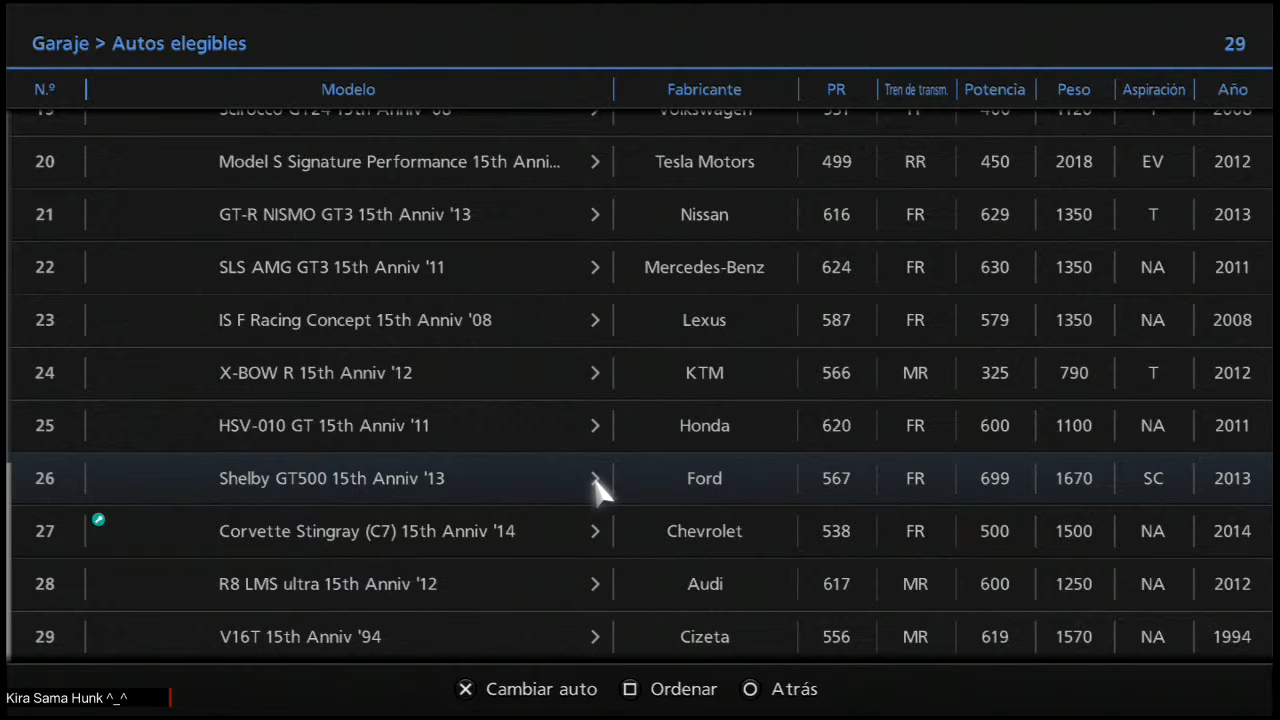 Garaje > Autos elegibles 29
N.º Modelo Fabricante PR Tren de transm. Potencia Peso Aspiración Año
20 Model S Signature Performance 15th Anni... Tesla Motors 499 RR 450 2018 EV 2012
21 GT-R NISMO GT3 15th Anniv '13 Nissan 616 FR 629 1350 T 2013
22 SLS AMG GT3 15th Anniv '11 Mercedes-Benz 624 FR 630 1350 NA 2011
23 IS F Racing Concept 15th Anniv '08 Lexus 587 FR 579 1350 NA 2008
24 X-BOW R 15th Anniv '12 KTM 566 MR 325 790 T 2012
25 HSV-010 GT 15th Anniv '11 Honda 620 FR 600 1100 NA 2011
26 Shelby GT500 15th Anniv '13 Ford 567 FR 699 1670 SC 2013
27 Corvette Stingray (C7) 15th Anniv '14 Chevrolet 538 FR 500 1500 NA 2014
28 R8 LMS ultra 15th Anniv '12 Audi 617 MR 600 1250 NA 2012
29 V16T 15th Anniv '94 Cizeta 556 MR 619 1570 NA 1994
Cambiar auto Ordenar Atrás
Kira Sama Hunk ^_^